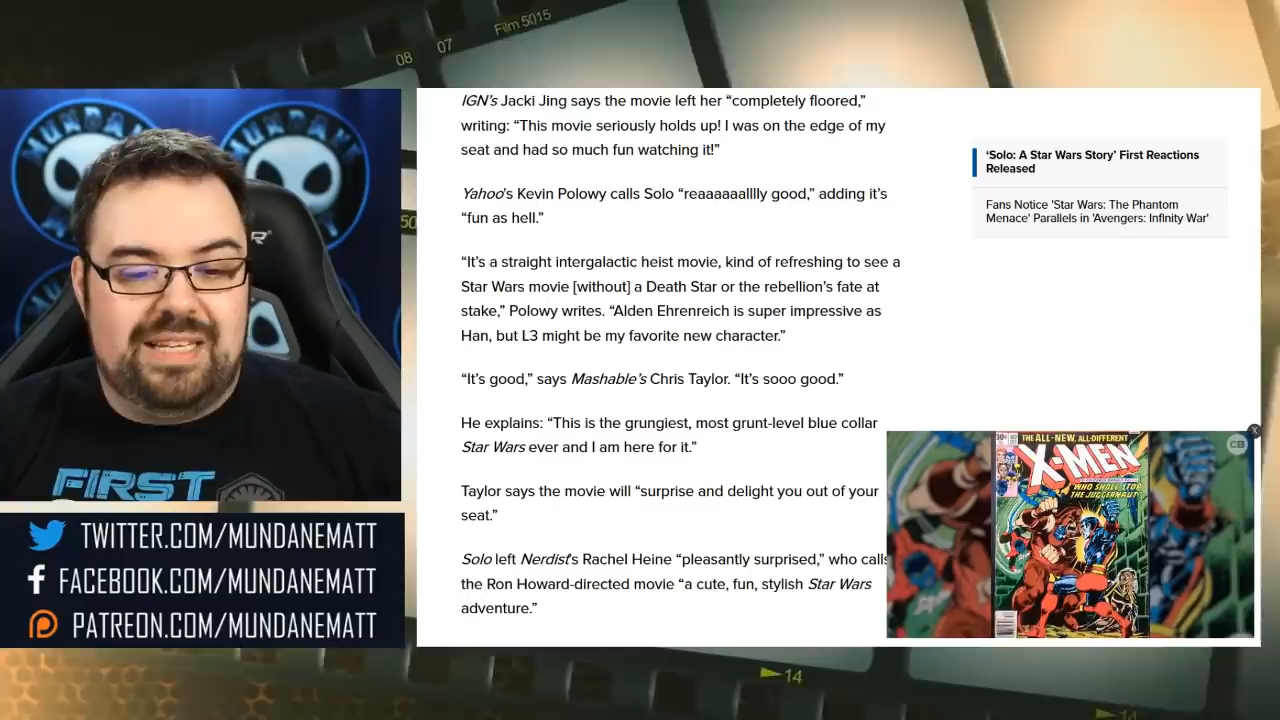 Film 5015
08
07
MUNDANE
MUNDANE
50
R
FIRST
TWITTER.COM/MUNDANEMATT
FACEBOOK.COM/MUNDANEMATT
PATREON.COM/MUNDANEMATT
IGN's Jacki Jing says the movie left her “completely floored,”
writing: “This movie seriously holds up! I was on the edge of my
seat and had so much fun watching it!”
Yahoo's Kevin Polowy calls Solo “reaaaaaalllly good,” adding it’s
“fun as hell.”
“It’s a straight intergalactic heist movie, kind of refreshing to see a
Star Wars movie [without] a Death Star or the rebellion’s fate at
stake,” Polowy writes. “Alden Ehrenreich is super impressive as
Han, but L3 might be my favorite new character.”
“It’s good,” says Mashable’s Chris Taylor. “It’s sooo good.”
He explains: “This is the grungiest, most grunt-level blue collar
Star Wars ever and I am here for it.”
Taylor says the movie will “surprise and delight you out of your
seat.”
Solo left Nerdist's Rachel Heine “pleasantly surprised,” who calls
the Ron Howard-directed movie “a cute, fun, stylish Star Wars
adventure.”
‘Solo: A Star Wars Story’ First Reactions
Released
Fans Notice 'Star Wars: The Phantom
Menace' Parallels in 'Avengers: Infinity War'
X
CB
THE ALL-NEW, ALL-DIFFERENT
X-MEN
"WHO SHALL STOP
THE JUGGERNAUT?"
14